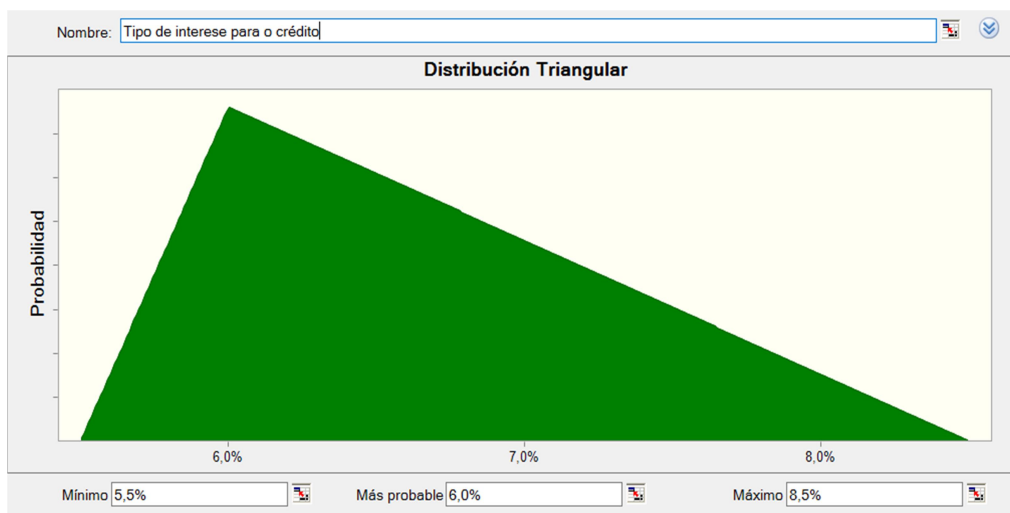 Nombre: Tipo de interese para o crédito
Distribución Triangular
Probabilidad
6,0% 7,0% 8,0%
Mínimo 5,5% Más probable 6,0% Máximo 8,5%